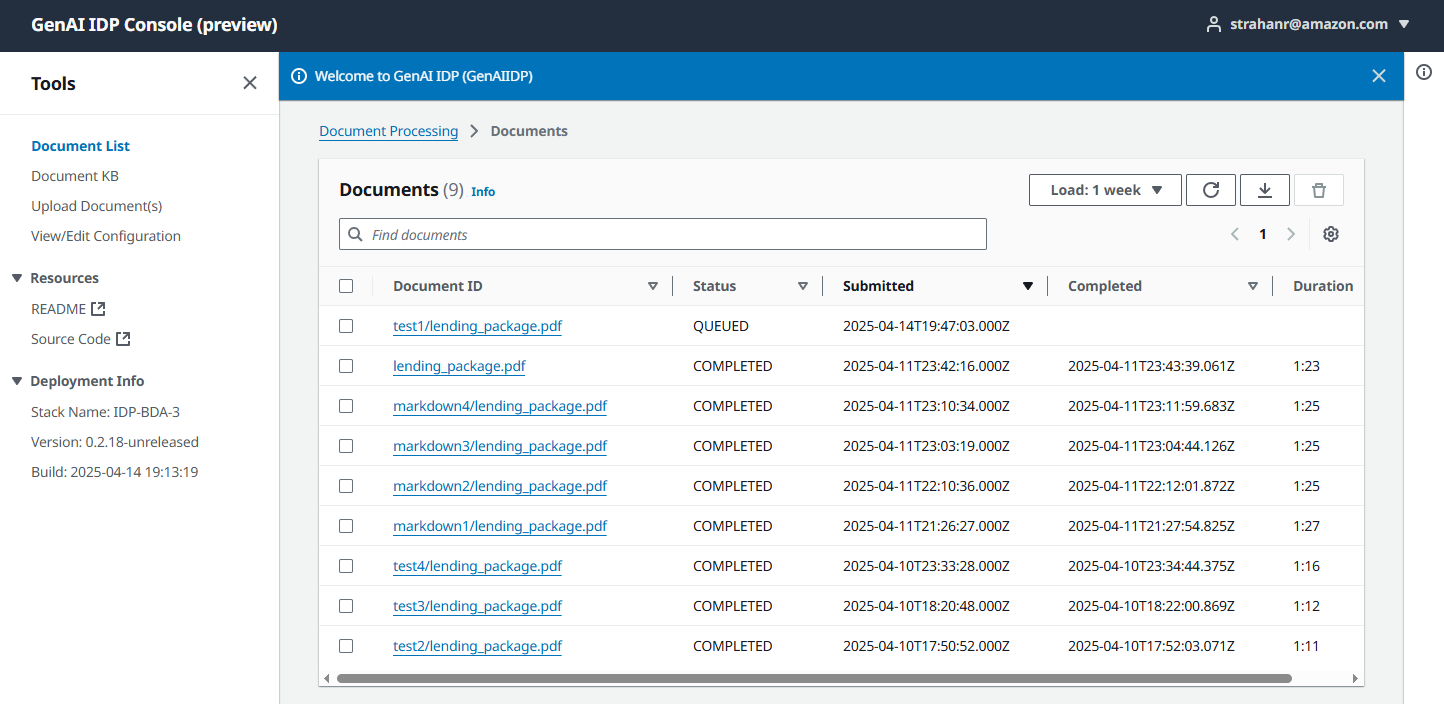 GenAI IDP Console (preview)
strahanr@amazon.com
Tools
Document List
Document KB
Upload Document(s)
View/Edit Configuration
Resources
README
Source Code
Deployment Info
Stack Name: IDP-BDA-3
Version: 0.2.18-unreleased
Build: 2025-04-14 19:13:19
Welcome to GenAI IDP (GenAIIDP)
Document Processing Documents
Documents (9) Info
Load: 1 week
Find documents
1
Document ID Status Submitted Completed Duration
test1/lending_package.pdf QUEUED 2025-04-14T19:47:03.000Z
lending_package.pdf COMPLETED 2025-04-11T23:42:16.000Z 2025-04-11T23:43:39.061Z 1:23
markdown4/lending_package.pdf COMPLETED 2025-04-11T23:10:34.000Z 2025-04-11T23:11:59.683Z 1:25
markdown3/lending_package.pdf COMPLETED 2025-04-11T23:03:19.000Z 2025-04-11T23:04:44.126Z 1:25
markdown2/lending_package.pdf COMPLETED 2025-04-11T22:10:36.000Z 2025-04-11T22:12:01.872Z 1:25
markdown1/lending_package.pdf COMPLETED 2025-04-11T21:26:27.000Z 2025-04-11T21:27:54.825Z 1:27
test4/lending_package.pdf COMPLETED 2025-04-10T23:33:28.000Z 2025-04-10T23:34:44.375Z 1:16
test3/lending_package.pdf COMPLETED 2025-04-10T18:20:48.000Z 2025-04-10T18:22:00.869Z 1:12
test2/lending_package.pdf COMPLETED 2025-04-10T17:50:52.000Z 2025-04-10T17:52:03.071Z 1:11